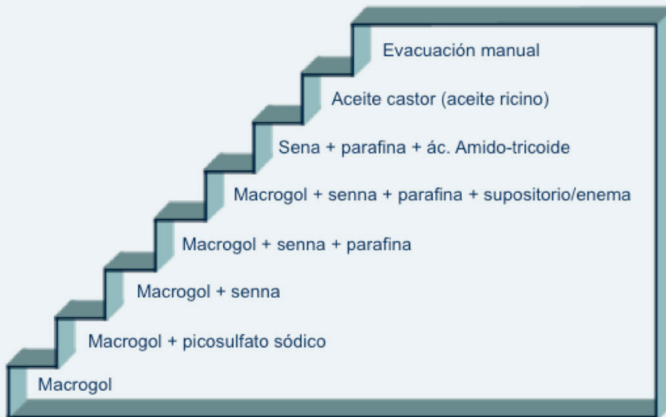 Evacuación manual
Aceite castor (aceite ricino)
Sena + parafina + ác. Amido-tricoide
Macrogol + senna + parafina + supositorio/enema
Macrogol + senna + parafina
Macrogol + senna
Macrogol + picosulfato sódico
Macrogol